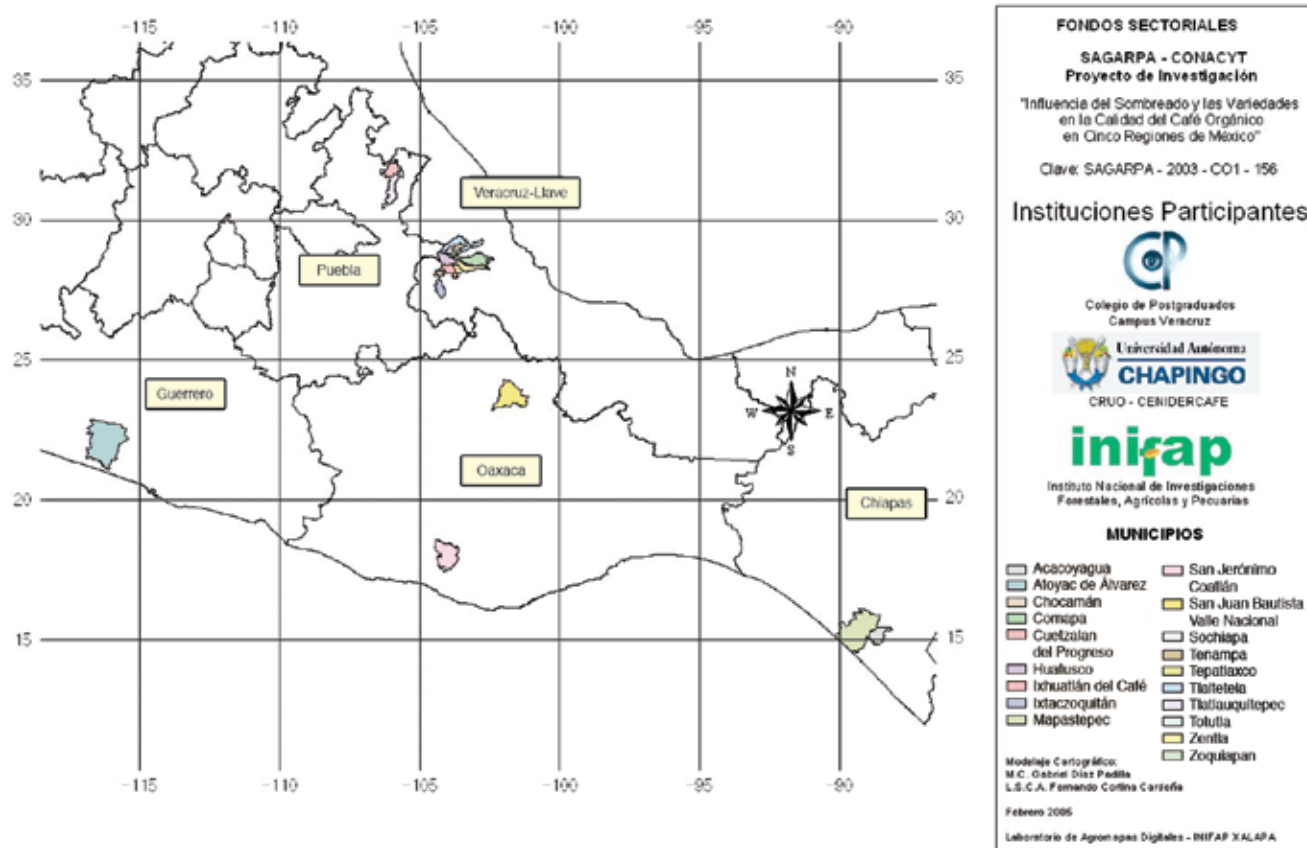 -115 -110 -105 -100 -95 -90
35 35
30 30
25 25
20 20
15 15
-115 -110 -105 -100 -95 -90
Veracruz-Llave
Puebla
Guerrero
Oaxaca
Chiapas
N
W E
S
FONDOS SECTORIALES
SAGARPA - CONACYT
Proyecto de Investigación
"Influencia del Sombreado y las Variedades
en la Calidad del Café Orgánico
en Cinco Regiones de México"
Clave: SAGARPA - 2003 - CO1 - 156
Instituciones Participantes
CP
Colegio de Postgraduados
Campus Veracruz
Universidad Autónoma
CHAPINGO
CRUO - CENIDERCAFE
inifap
Instituto Nacional de Investigaciones
Forestales, Agrícolas y Pecuarias
MUNICIPIOS
Acacoyagua
Atoyac de Álvarez
Chocamán
Comapa
Cuetzalan
del Progreso
Huatusco
Ixhuatlán del Café
Ixtaczoquitán
Mapastepec
San Jerónimo
Coatlán
San Juan Bautista
Valle Nacional
Sochiapa
Tenampa
Tepatlaxco
Tlaltetela
Tlatlauquitepec
Totutla
Zentla
Zoquiapan
Modelaje Cartográfico:
M.C. Gabriel Díaz Padilla
L.S.C.A. Fernando Cortina Cardeña
Febrero 2005
Laboratorio de Agromapas Digitales - INIFAP XALAPA